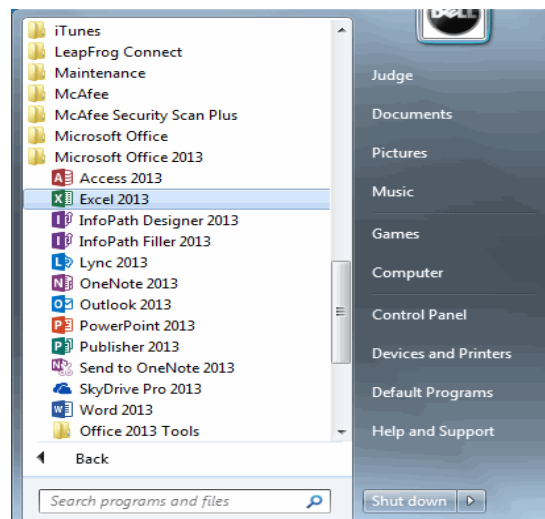 iTunes
LeapFrog Connect
Maintenance
McAfee
McAfee Security Scan Plus
Microsoft Office
Microsoft Office 2013
Access 2013
Excel 2013
InfoPath Designer 2013
InfoPath Filler 2013
Lync 2013
OneNote 2013
Outlook 2013
PowerPoint 2013
Publisher 2013
Send to OneNote 2013
SkyDrive Pro 2013
Word 2013
Office 2013 Tools
Back
Search programs and files
DELL
Judge
Documents
Pictures
Music
Games
Computer
Control Panel
Devices and Printers
Default Programs
Help and Support
Shut down